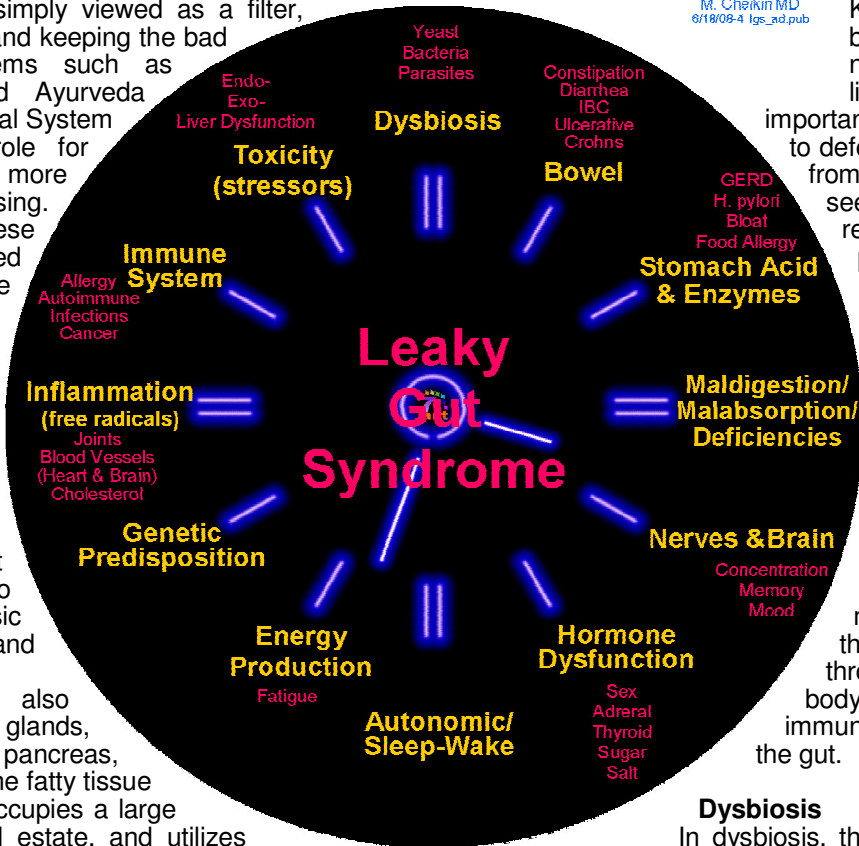 simply viewed as a filter,
and keeping the bad
ems such as
d Ayurveda
al System
role for
more
sing.
ese
ed
e
M. Cherkin MD
6/18/08-4 lgs_ad.pub
K
b
n
li
importan
to defe
from
see
re
Yeast
Bacteria
Parasites
Dysbiosis
Constipation
Diarrhea
IBC
Ulcerative
Crohns
Bowel
GERD
H. pylori
Bloat
Food Allergy
Stomach Acid
& Enzymes
Maldigestion/
Malabsorption/
Deficiencies
Nerves &Brain
Concentration
Memory
Mood
Hormone
Dysfunction
Sex
Adreral
Thyroid
Sugar
Salt
Autonomic/
Sleep-Wake
Energy
Production
Fatigue
Genetic
Predisposition
Inflammation
(free radicals)
Joints
Blood Vessels
(Heart & Brain)
Cholesterol
Immune
System
Allergy
Autoimmune
Infections
Cancer
Endo-
Exo-
Liver Dysfunction
Toxicity
(stressors)
Leaky
Gut
Syndrome
o
sic
and
also
glands,
pancreas,
ne fatty tissue
ccupies a large
l estate, and utilizes
th
thro
body
immun
the gut.
Dysbiosis
In dysbiosis, th